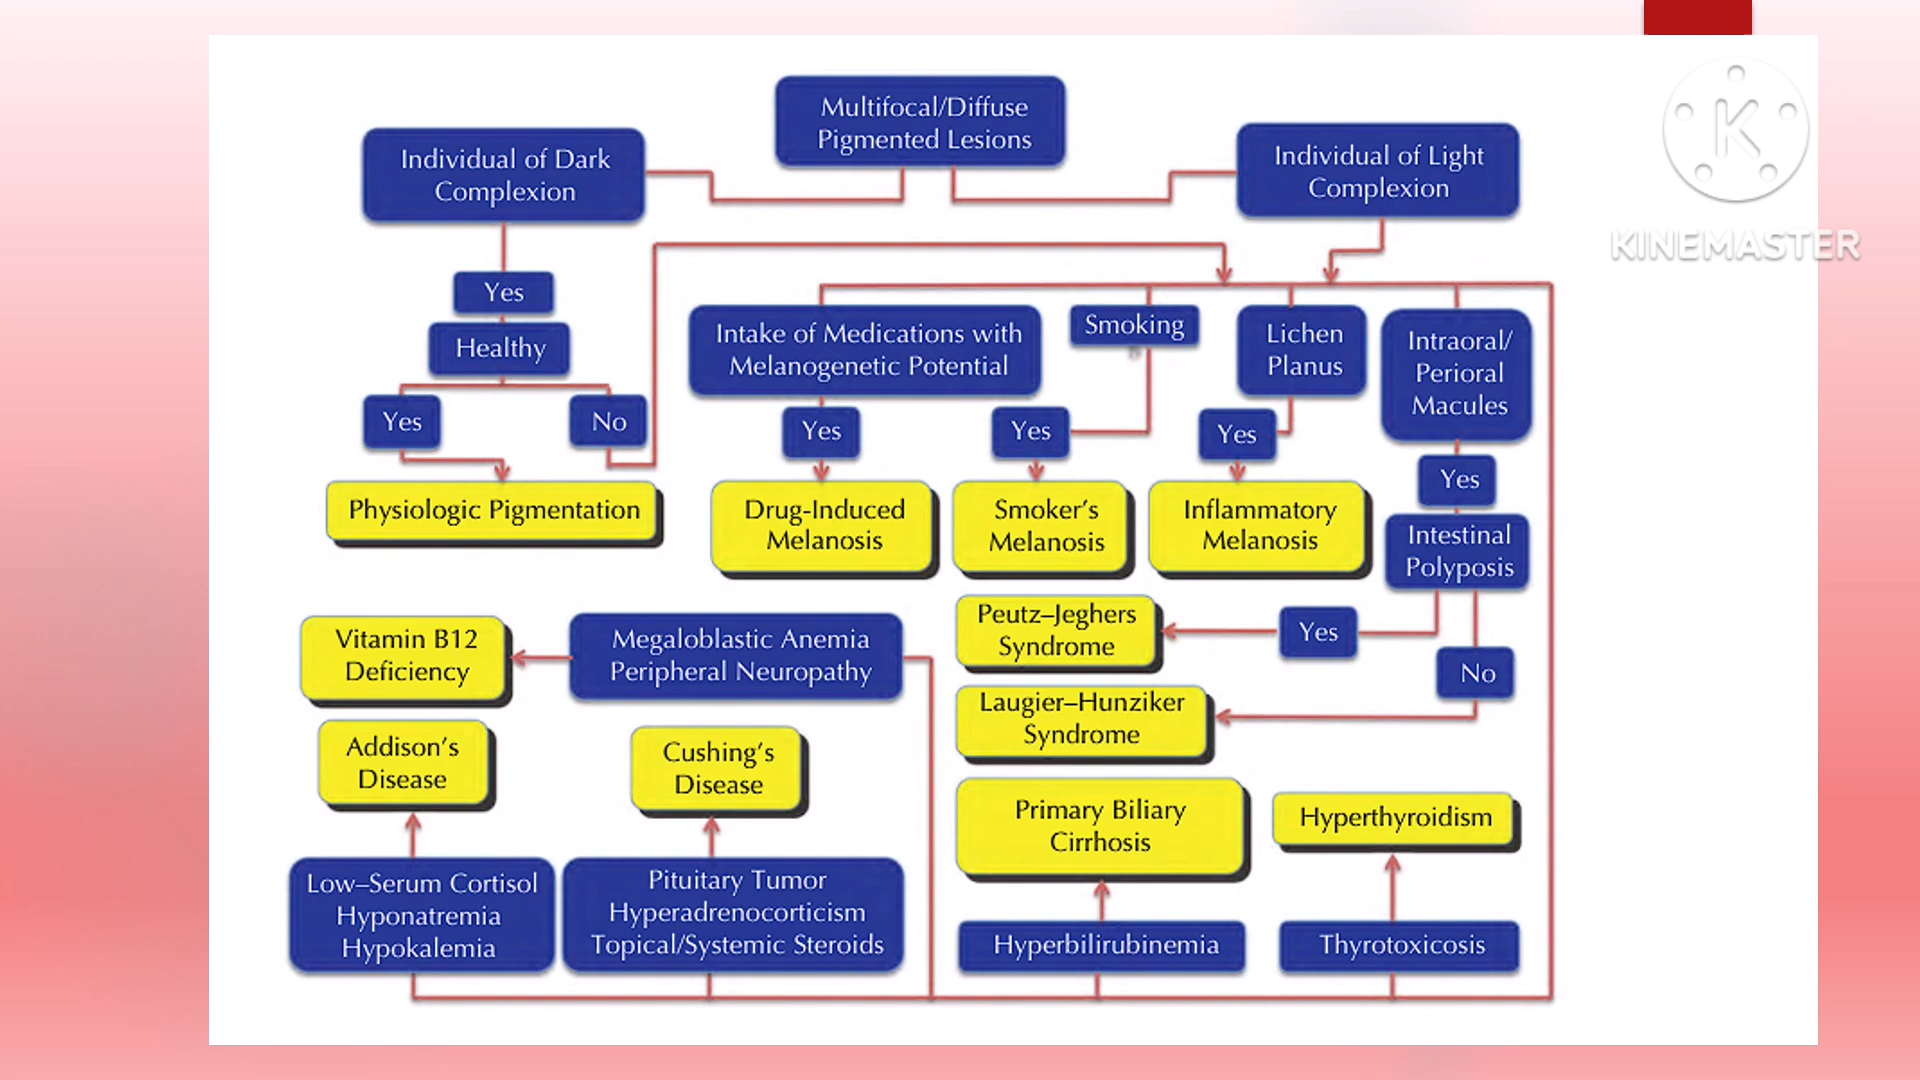 Multifocal/Diffuse
Pigmented Lesions
Individual of Dark
Complexion
Individual of Light
Complexion
K
KINEMASTER
Yes
Healthy
Yes
No
Physiologic Pigmentation
Intake of Medications with
Melanogenetic Potential
Yes
Drug-Induced
Melanosis
Smoking
Yes
Smoker's
Melanosis
Lichen
Planus
Yes
Inflammatory
Melanosis
Intraoral/
Perioral
Macules
Yes
Intestinal
Polyposis
Yes
Peutz–Jeghers
Syndrome
No
Laugier–Hunziker
Syndrome
Megaloblastic Anemia
Peripheral Neuropathy
Vitamin B12
Deficiency
Addison's
Disease
Cushing's
Disease
Primary Biliary
Cirrhosis
Hyperthyroidism
Low–Serum Cortisol
Hyponatremia
Hypokalemia
Pituitary Tumor
Hyperadrenocorticism
Topical/Systemic Steroids
Hyperbilirubinemia
Thyrotoxicosis